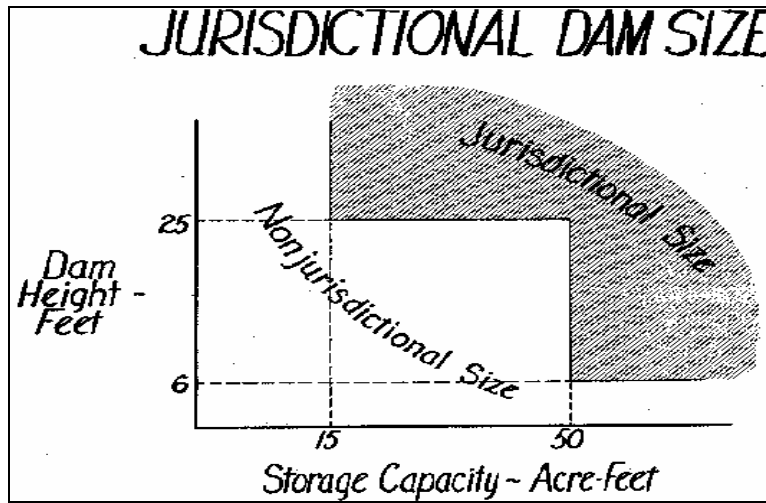 JURISDICTIONAL DAM SIZE
Jurisdictional Size
Nonjurisdictional Size
25
Dam
Height -
Feet
6
15
50
Storage Capacity ~ Acre-Feet